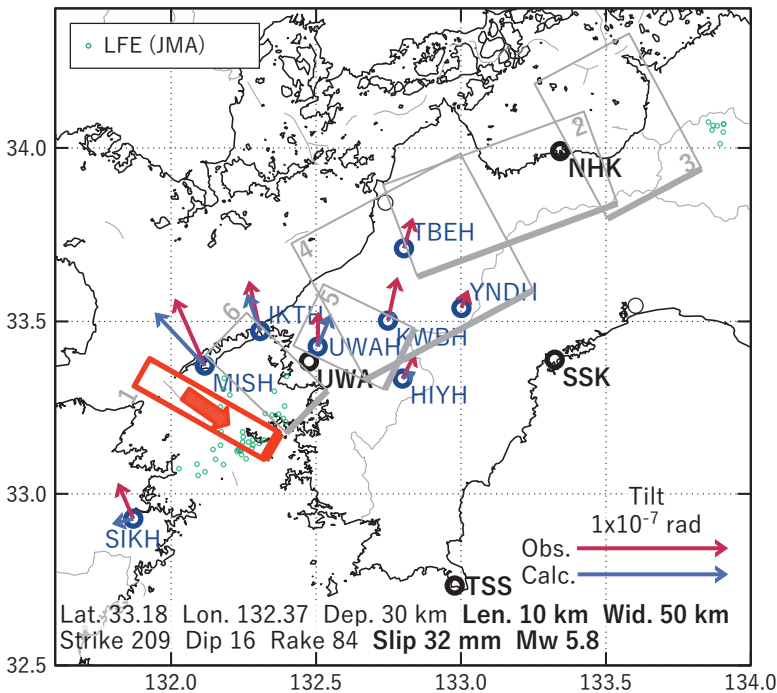 LFE (JMA)
34.0
33.5
33.0
32.5
132.0
132.5
133.0
133.5
134.0
NHK
2
3
TBEH
4
YNDH
5
6
IKTH
KWBH
UWAH
MISH
UWA
SSK
HIYH
1
SIKH
TSS
Tilt
1x10⁻⁷ rad
Obs.
Calc.
Lat. 33.18 Lon. 132.37 Dep. 30 km Len. 10 km Wid. 50 km
Strike 209 Dip 16 Rake 84 Slip 32 mm Mw 5.8